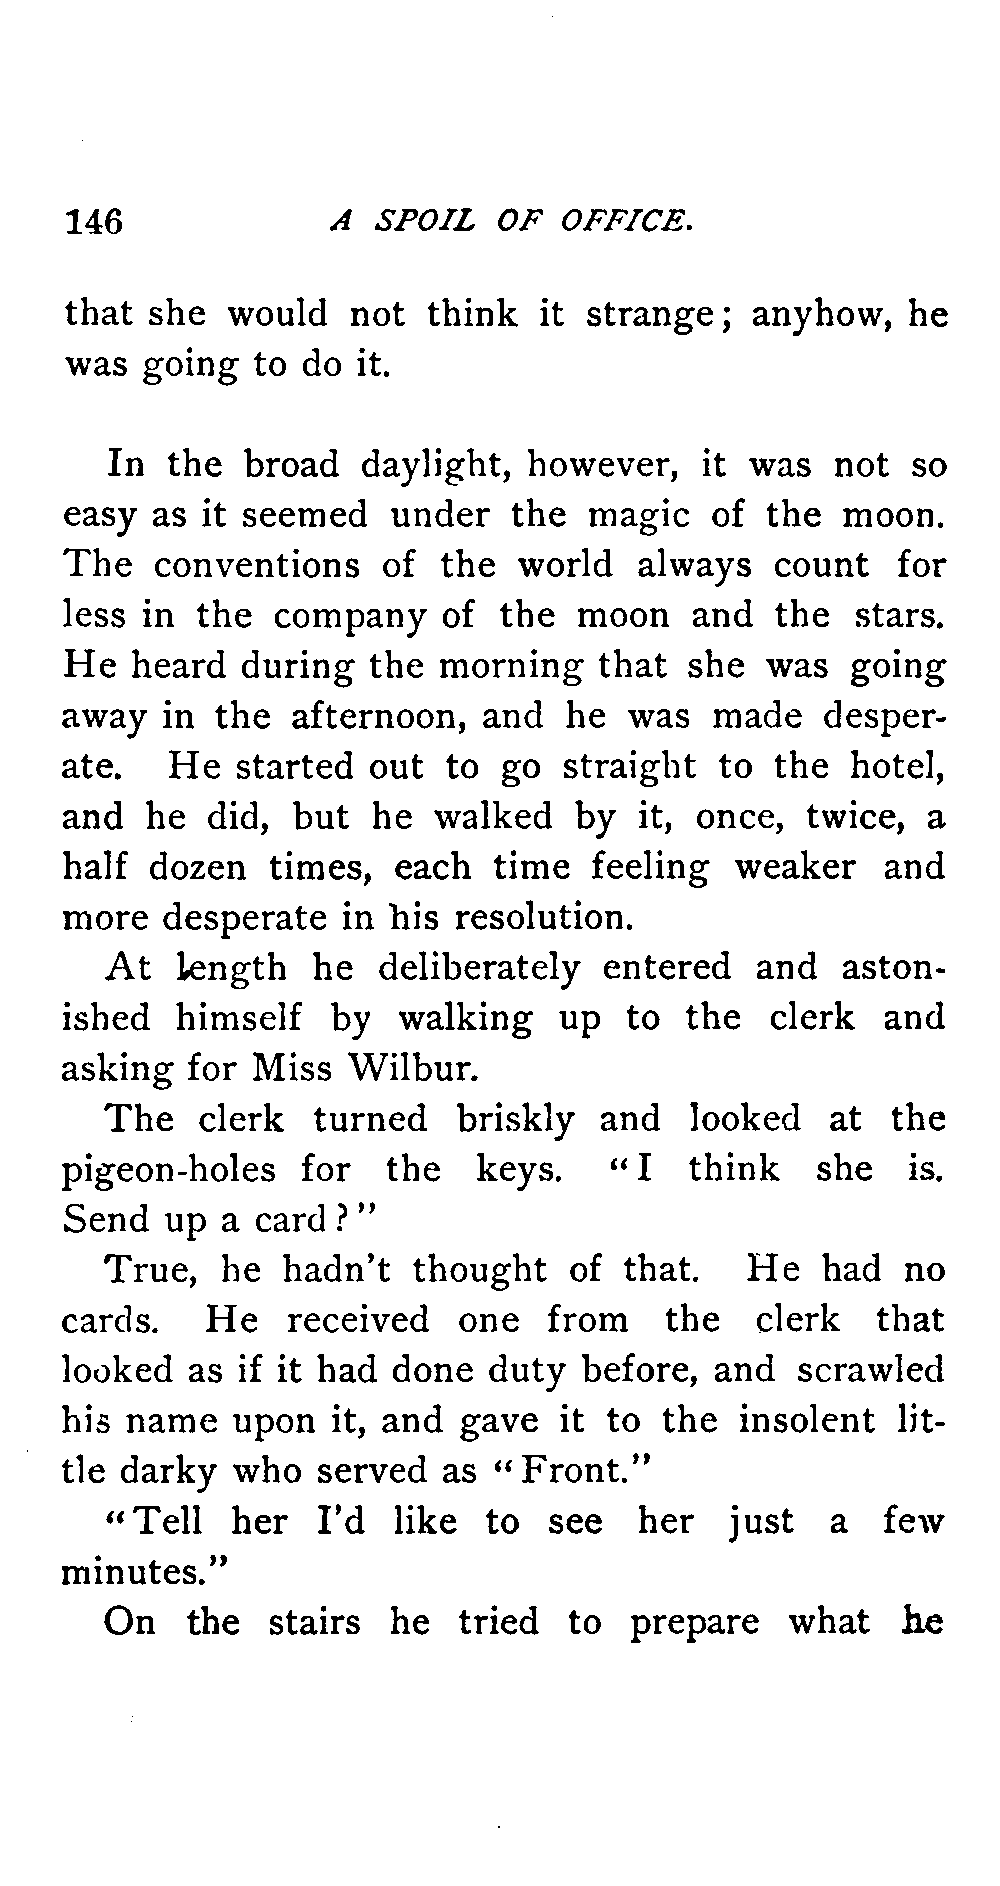 146 A SPOIL OF OFFICE.
that she would not think it strange; anyhow, he
was going to do it.
In the broad daylight, however, it was not so
easy as it seemed under the magic of the moon.
The conventions of the world always count for
less in the company of the moon and the stars.
He heard during the morning that she was going
away in the afternoon, and he was made desper-
ate. He started out to go straight to the hotel,
and he did, but he walked by it, once, twice, a
half dozen times, each time feeling weaker and
more desperate in his resolution.
At length he deliberately entered and aston-
ished himself by walking up to the clerk and
asking for Miss Wilbur.
The clerk turned briskly and looked at the
pigeon-holes for the keys. "I think she is.
Send up a card?"
True, he hadn't thought of that. He had no
cards. He received one from the clerk that
looked as if it had done duty before, and scrawled
his name upon it, and gave it to the insolent lit-
tle darky who served as "Front."
"Tell her I'd like to see her just a few
minutes."
On the stairs he tried to prepare what he